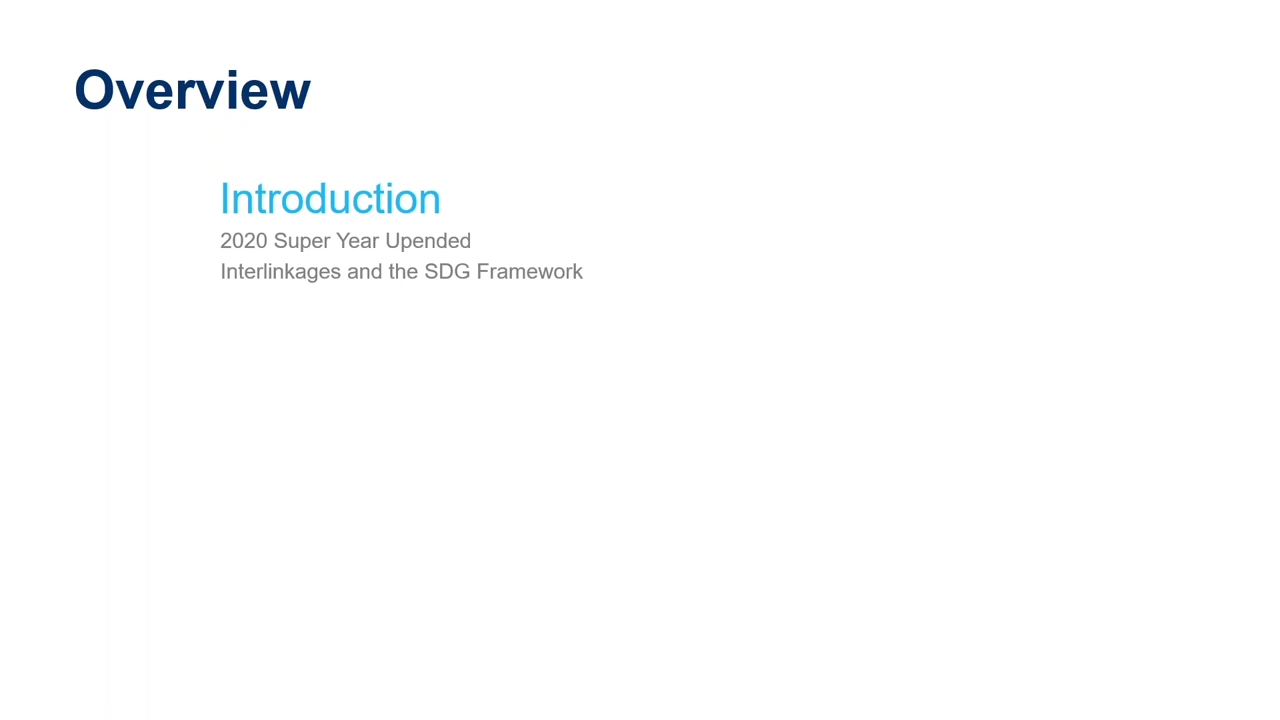 Overview
Introduction
2020 Super Year Upended
Interlinkages and the SDG Framework